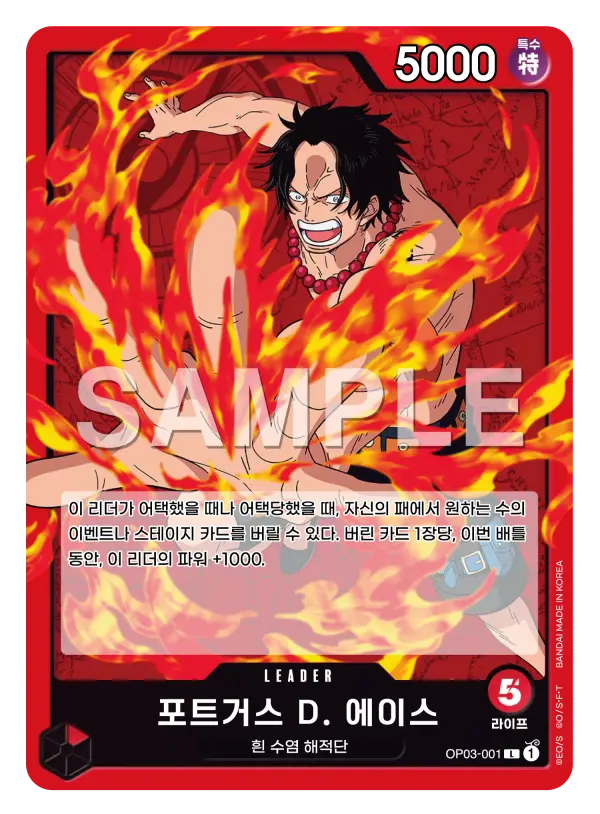 5000
특수
特
SAMPLE
이 리더가 어택했을 때나 어택당했을 때, 자신의 패에서 원하는 수의
이벤트나 스테이지 카드를 버릴 수 있다. 버린 카드 1장당, 이번 배틀
동안, 이 리더의 파워 +1000.
LEADER
5
포트거스 D. 에이스
라이프
흰 수염 해적단
OP03-001 L 1
©EO/S ©O/S·F·T BANDAI MADE IN KOREA